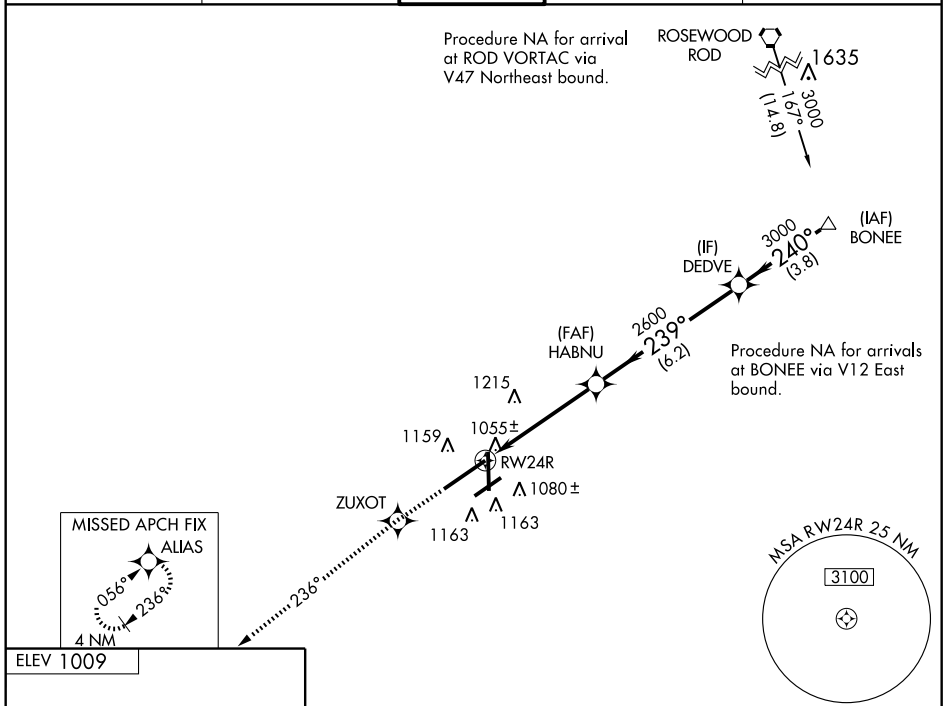 Procedure NA for arrival
at ROD VORTAC via
V47 Northeast bound.
ROSEWOOD
ROD
1635
3000
167°
(14.8)
(IAF)
BONEE
3000
240°
(3.8)
(IF)
DEDVE
2600
239°
(6.2)
(FAF)
HABNU
Procedure NA for arrivals
at BONEE via V12 East
bound.
1215
1055±
1159
RW24R
1080±
ZUXOT
1163
1163
MISSED APCH FIX
ALIAS
056°
236°
4 NM
236°
MSA RW24R 25 NM
3100
ELEV 1009